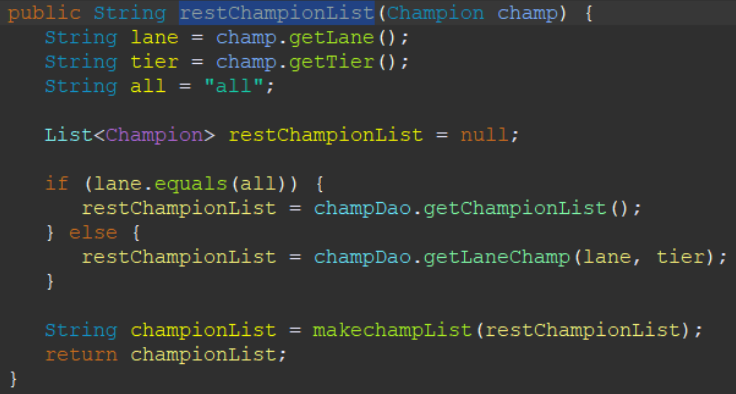 public String restChampionList(Champion champ) {
String lane = champ.getLane();
String tier = champ.getTier();
String all = "all";
List<Champion> restChampionList = null;
if (lane.equals(all)) {
restChampionList = champDao.getChampionList();
} else {
restChampionList = champDao.getLaneChamp(lane, tier);
}
String championList = makechampList(restChampionList);
return championList;
}